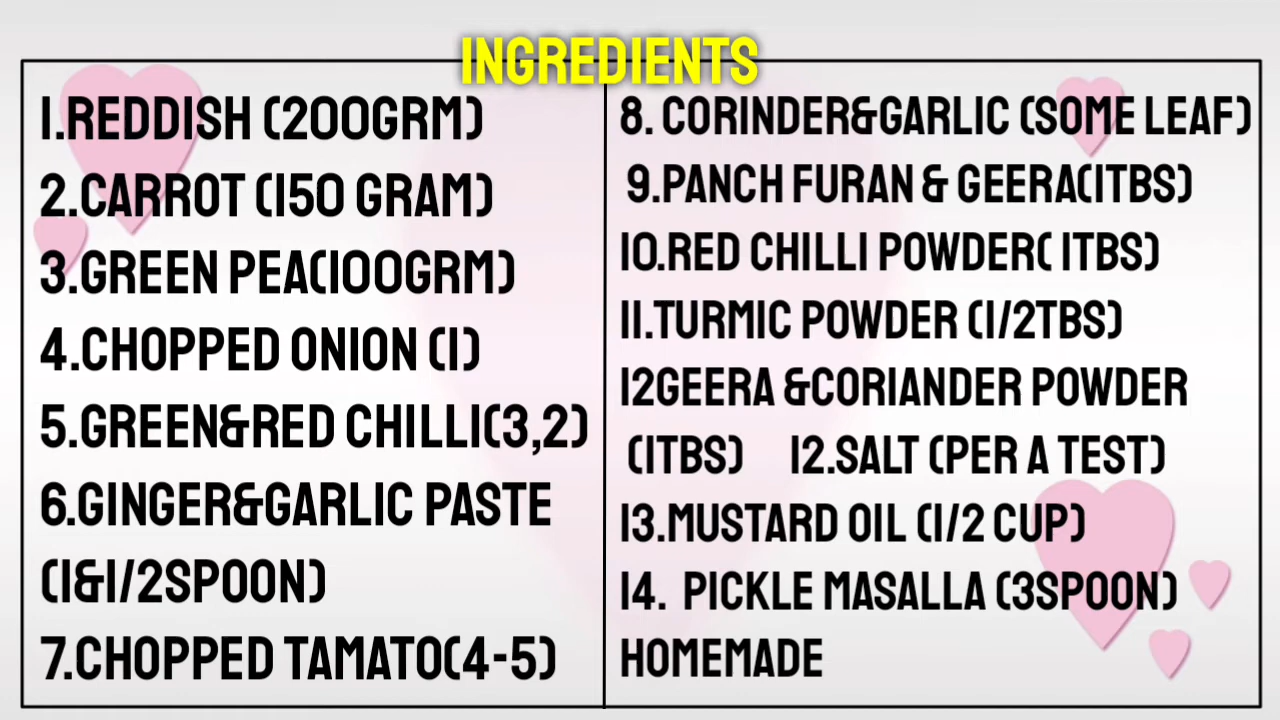 INGREDIENTS
1.REDDISH (200GRM)
2.CARROT (150 GRAM)
3.GREEN PEA(100GRM)
4.CHOPPED ONION (1)
5.GREEN&RED CHILLI(3,2)
6.GINGER&GARLIC PASTE
(1&1/2SPOON)
7.CHOPPED TAMATO(4-5)
8. CORINDER&GARLIC (SOME LEAF)
9.PANCH FURAN & GEERA(1TBS)
10.RED CHILLI POWDER( 1TBS)
11.TURMIC POWDER (1/2TBS)
12GEERA &CORIANDER POWDER
(1TBS) 12.SALT (PER A TEST)
13.MUSTARD OIL (1/2 CUP)
14. PICKLE MASALLA (3SPOON)
HOMEMADE